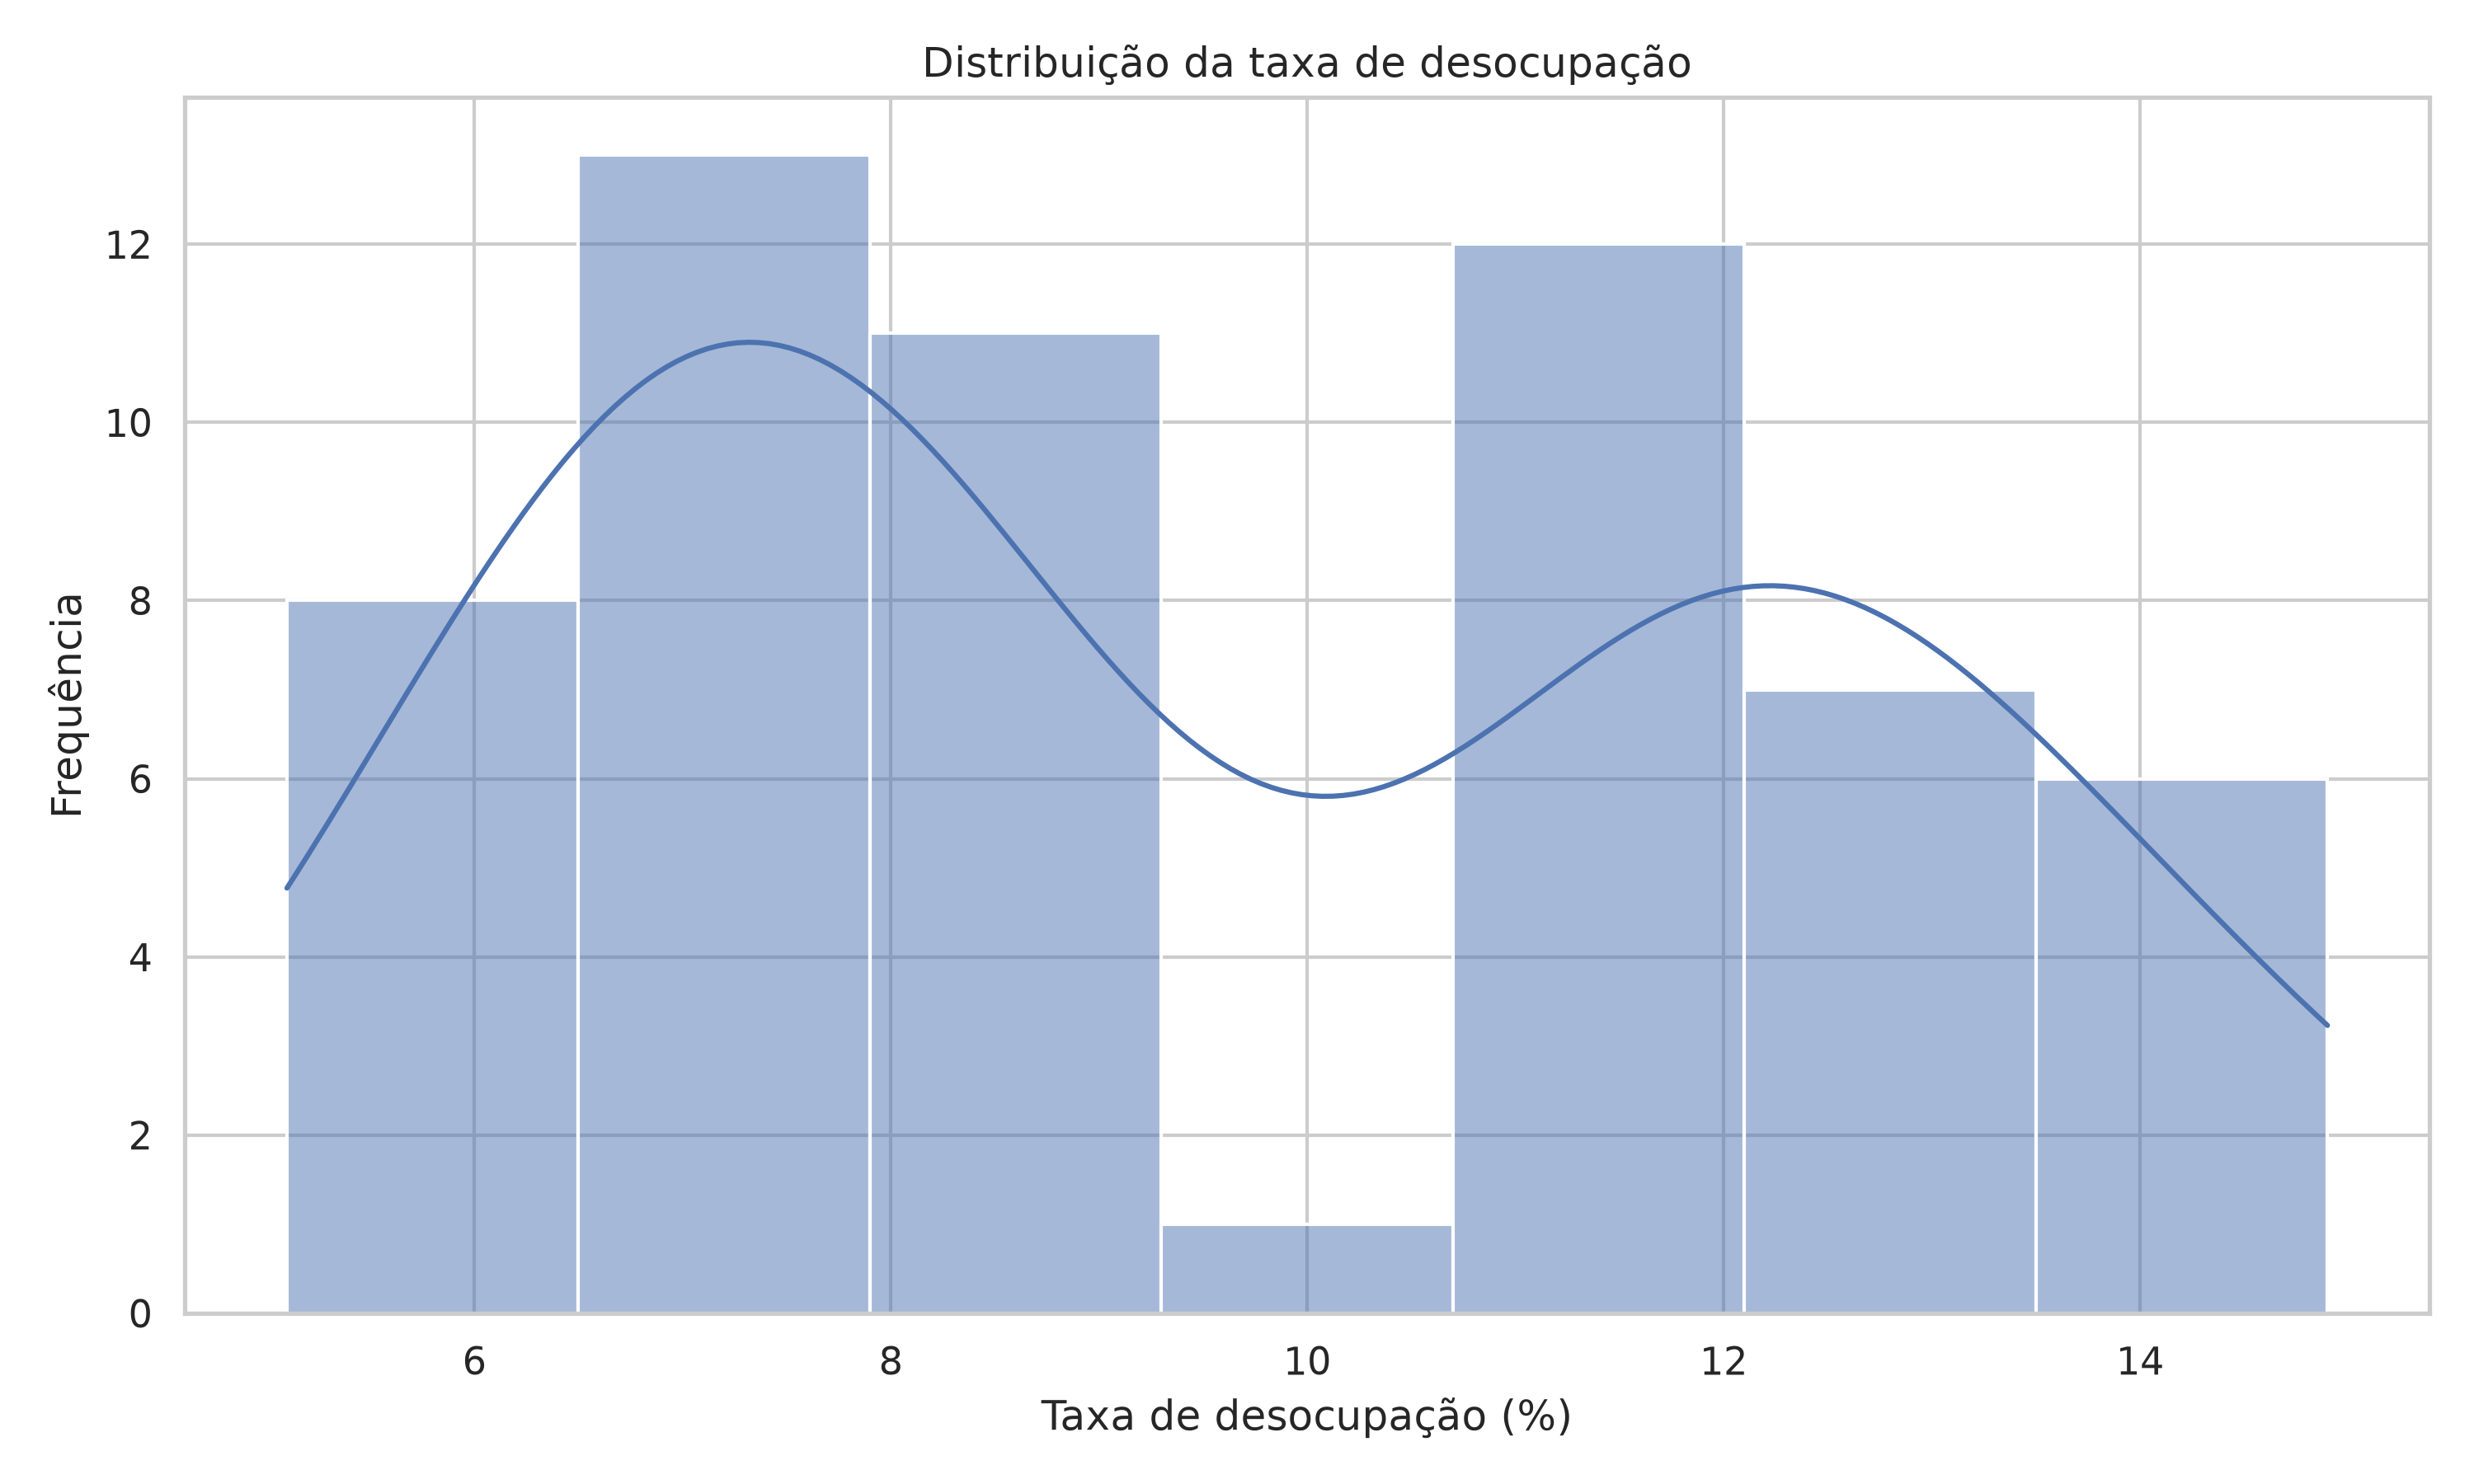 Distribuição da taxa de desocupação
Frequência
12
10
8
6
4
2
0
6 8 10 12 14
Taxa de desocupação (%)